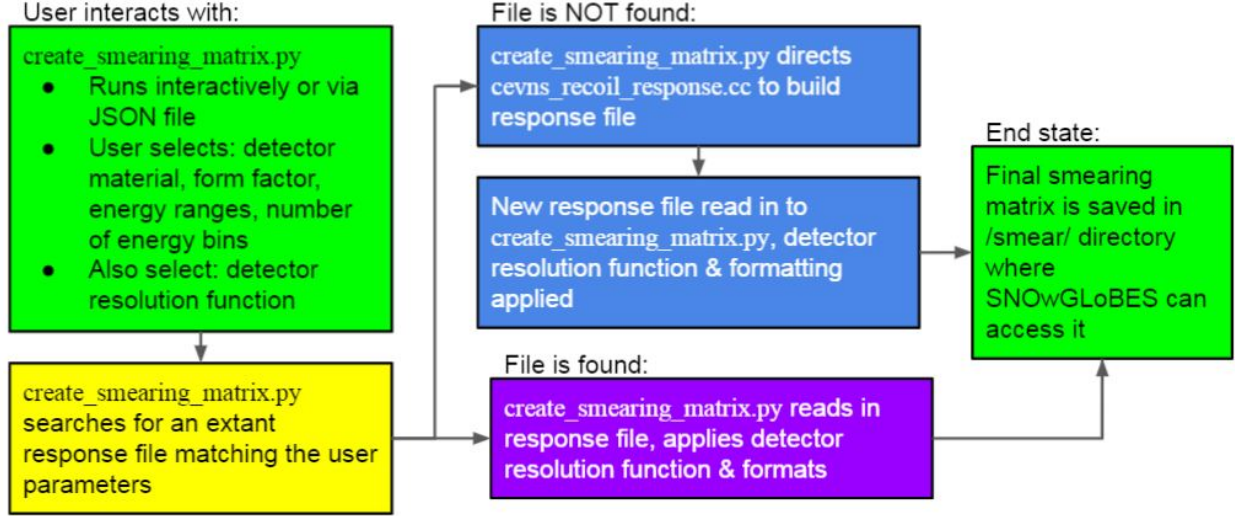 User interacts with:
create_smearing_matrix.py
● Runs interactively or via
JSON file
● User selects: detector
material, form factor,
energy ranges, number
of energy bins
● Also select: detector
resolution function
create_smearing_matrix.py
searches for an extant
response file matching the user
parameters
File is NOT found:
create_smearing_matrix.py directs
cevns_recoil_response.cc to build
response file
New response file read in to
create_smearing_matrix.py, detector
resolution function & formatting
applied
File is found:
create_smearing_matrix.py reads in
response file, applies detector
resolution function & formats
End state:
Final smearing
matrix is saved in
/smear/ directory
where
SNOwGLoBES can
access it